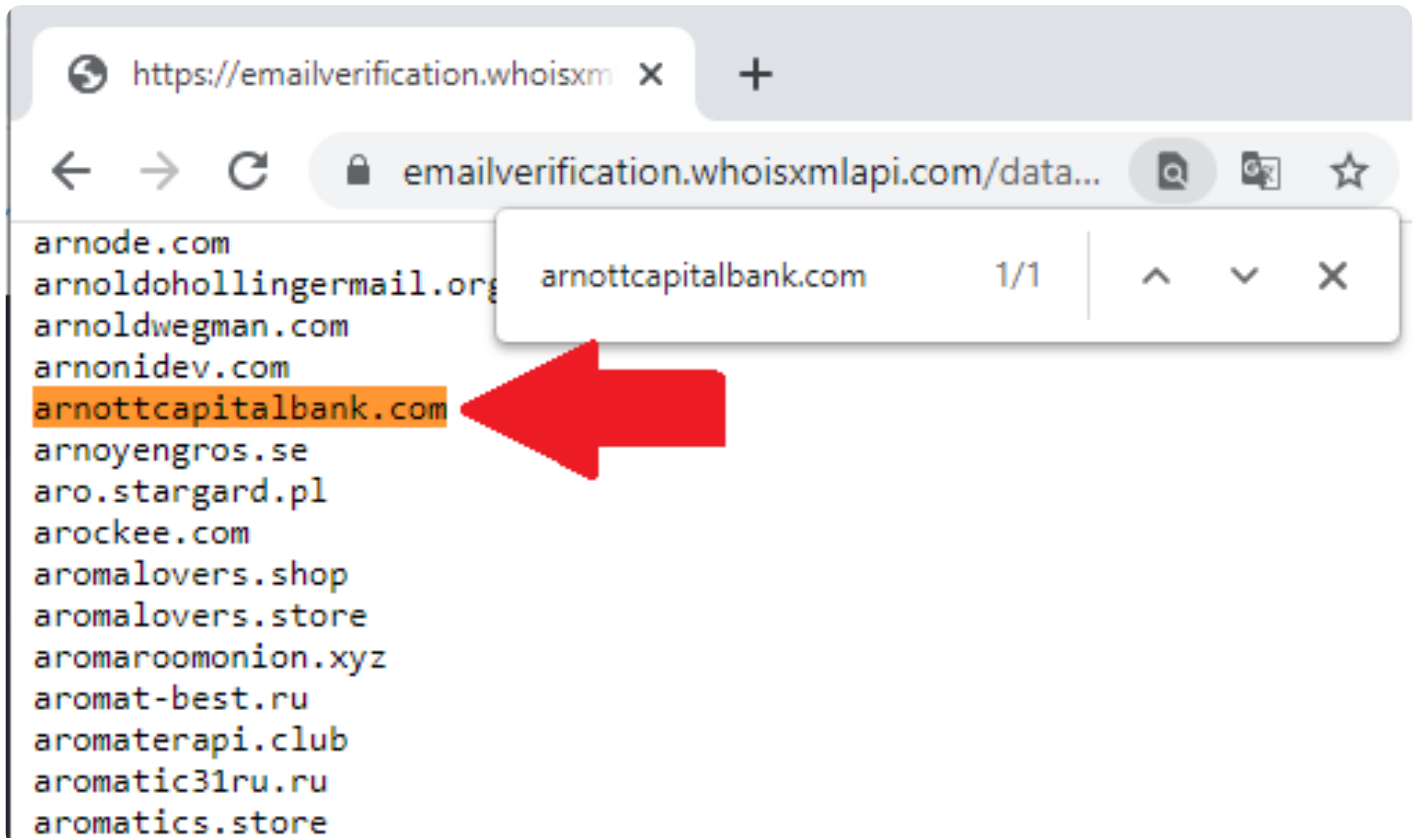 https://emailverification.whoisxm
emailverification.whoisxmlapi.com/data...
arnottcapitalbank.com 1/1
arnode.com
arnoldohollingermail.org
arnoldwegman.com
arnonidev.com
arnottcapitalbank.com
arnoyengros.se
aro.stargard.pl
arockee.com
aromalovers.shop
aromalovers.store
aromaroomonion.xyz
aromat-best.ru
aromaterapi.club
aromatic31ru.ru
aromatics.store